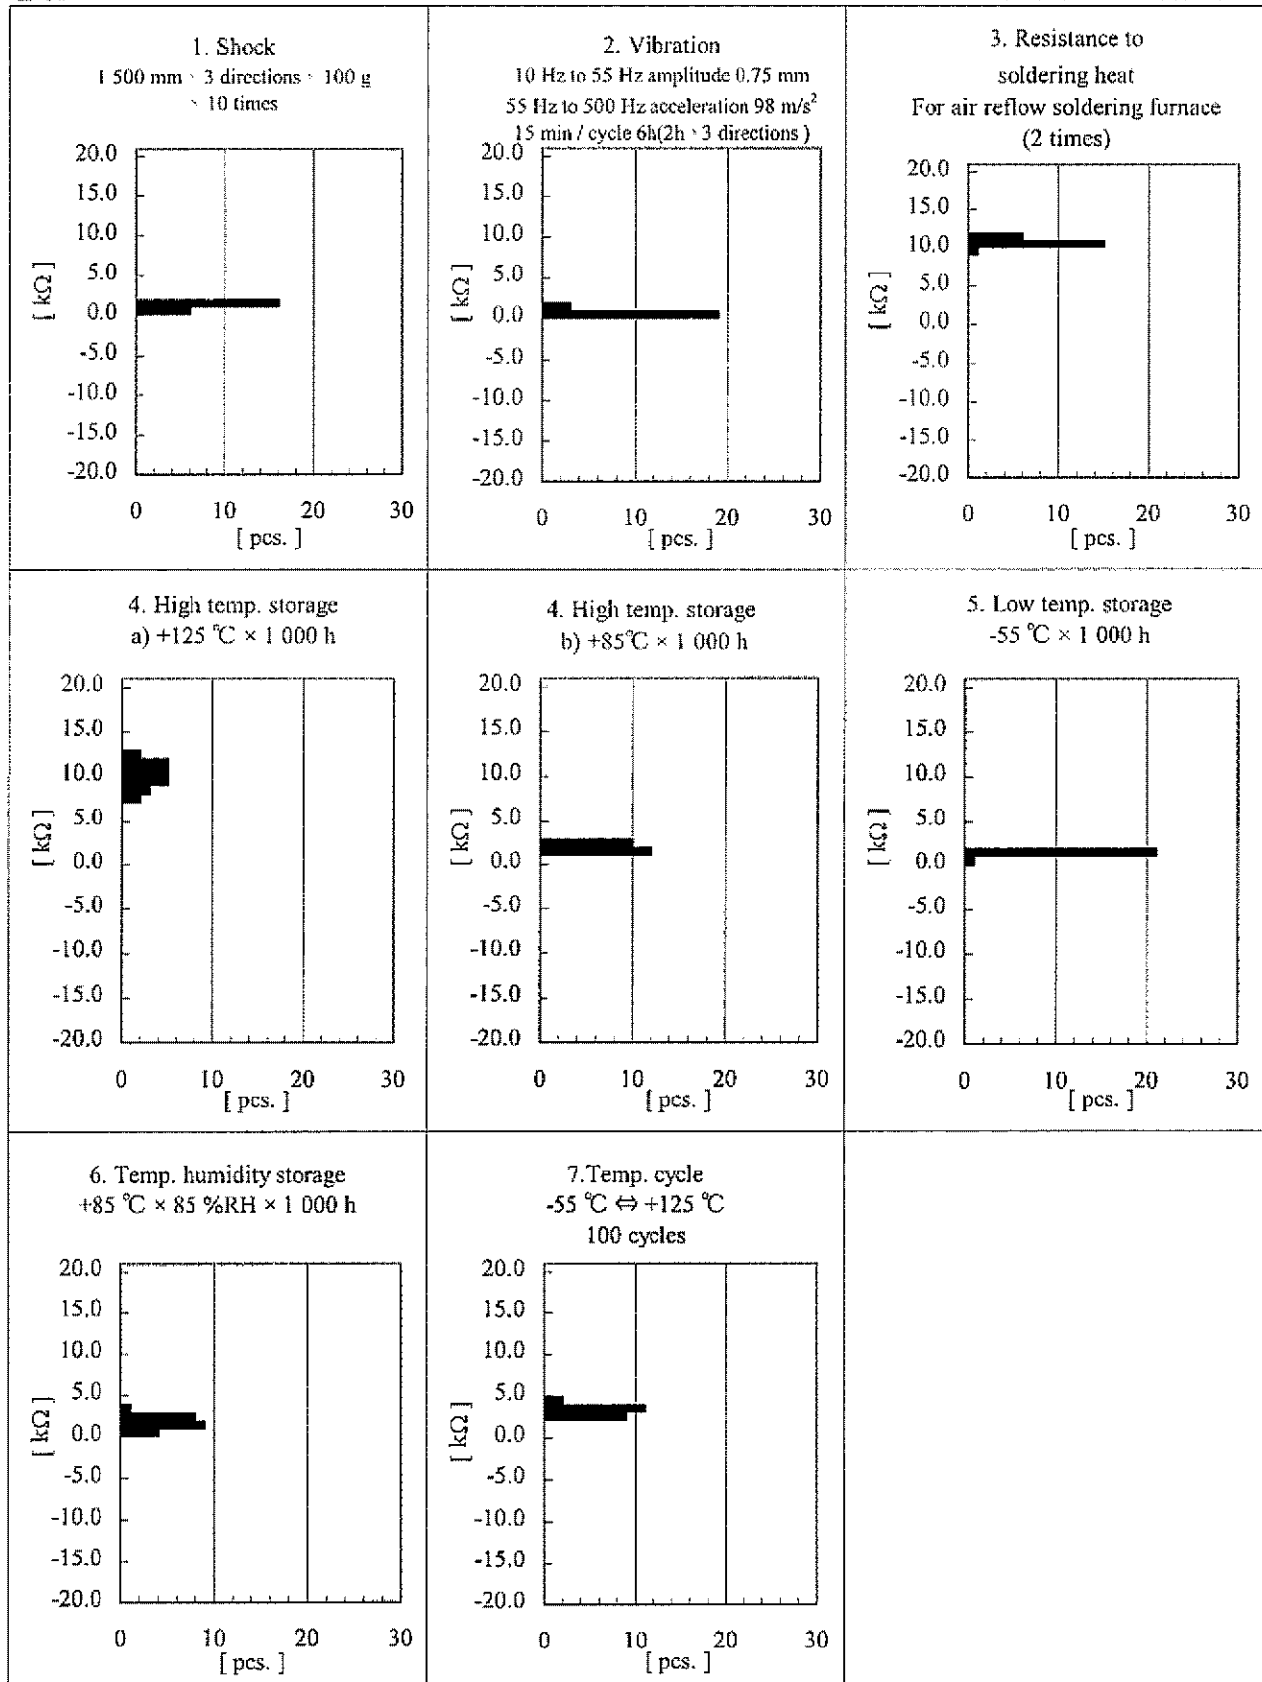 1. Shock
1 500 mm × 3 directions × 100 g
× 10 times
[ kΩ ]
20.0
15.0
10.0
5.0
0.0
-5.0
-10.0
-15.0
-20.0
0 10 20 30
[ pcs. ]
2. Vibration
10 Hz to 55 Hz amplitude 0.75 mm
55 Hz to 500 Hz acceleration 98 m/s²
15 min / cycle 6h(2h × 3 directions )
[ kΩ ]
20.0
15.0
10.0
5.0
0.0
-5.0
-10.0
-15.0
-20.0
0 10 20 30
[ pcs. ]
3. Resistance to
soldering heat
For air reflow soldering furnace
(2 times)
[ kΩ ]
20.0
15.0
10.0
5.0
0.0
-5.0
-10.0
-15.0
-20.0
0 10 20 30
[ pcs. ]
4. High temp. storage
a) +125 ℃ × 1 000 h
[ kΩ ]
20.0
15.0
10.0
5.0
0.0
-5.0
-10.0
-15.0
-20.0
0 10 20 30
[ pcs. ]
4. High temp. storage
b) +85℃ × 1 000 h
[ kΩ ]
20.0
15.0
10.0
5.0
0.0
-5.0
-10.0
-15.0
-20.0
0 10 20 30
[ pcs. ]
5. Low temp. storage
-55 ℃ × 1 000 h
[ kΩ ]
20.0
15.0
10.0
5.0
0.0
-5.0
-10.0
-15.0
-20.0
0 10 20 30
[ pcs. ]
6. Temp. humidity storage
+85 ℃ × 85 %RH × 1 000 h
[ kΩ ]
20.0
15.0
10.0
5.0
0.0
-5.0
-10.0
-15.0
-20.0
0 10 20 30
[ pcs. ]
7.Temp. cycle
-55 ℃ ⇔ +125 ℃
100 cycles
[ kΩ ]
20.0
15.0
10.0
5.0
0.0
-5.0
-10.0
-15.0
-20.0
0 10 20 30
[ pcs. ]